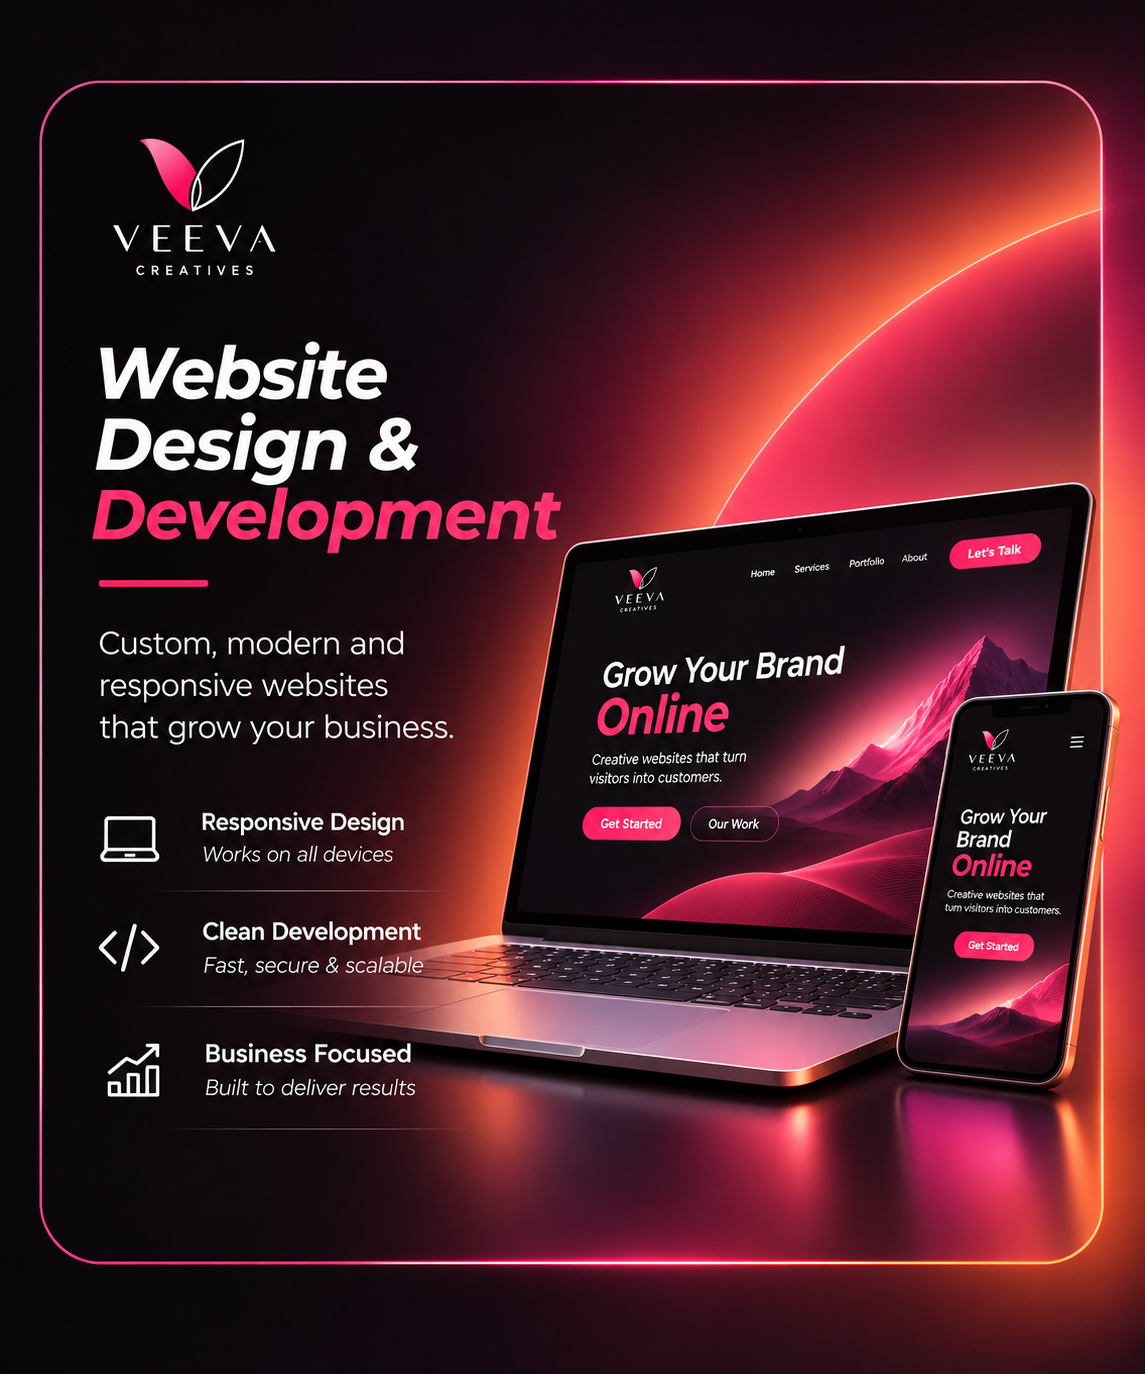 VEEVA
CREATIVES
Website
Design &
Development
Custom, modern and
responsive websites
that grow your business.
Responsive Design
Works on all devices
Clean Development
Fast, secure & scalable
Business Focused
Built to deliver results
VEEVA
CREATIVES
Home Services Portfolio About Let's Talk
Grow Your Brand
Online
Creative websites that turn
visitors into customers.
Get Started Our Work
VEEVA
CREATIVES
Grow Your
Brand
Online
Creative websites that
turn visitors into customers.
Get Started